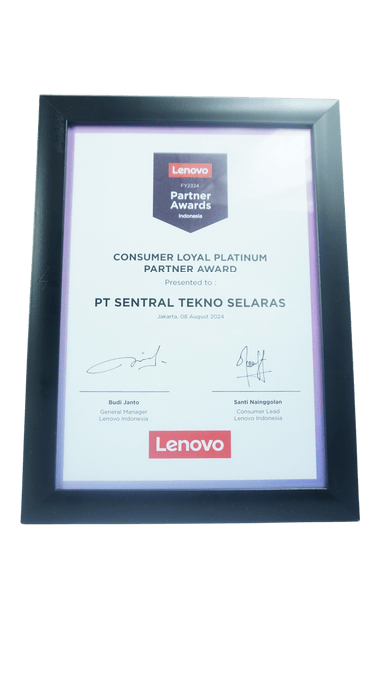 Lenovo
FY2324
Partner
Awards
Indonesia
CONSUMER LOYAL PLATINUM
PARTNER AWARD
Presented to :
PT SENTRAL TEKNO SELARAS
Jakarta, 08 August 2024
Budi Janto
General Manager
Lenovo Indonesia
Santi Nainggolan
Consumer Lead
Lenovo Indonesia
Lenovo